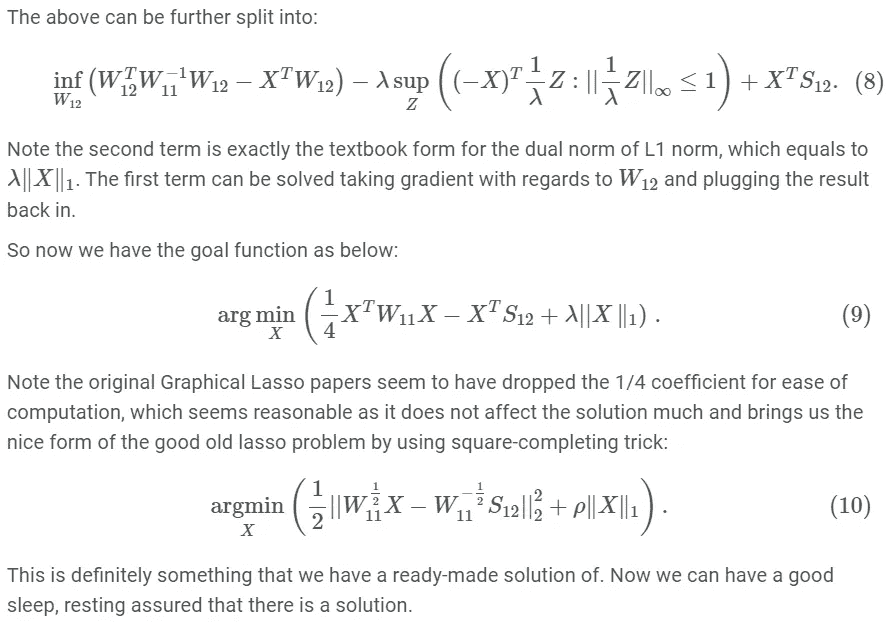 The above can be further split into:
$$\inf_{W_{12}} (W_{12}^T W_{11}^{-1} W_{12} - X^T W_{12}) - \lambda \sup_Z \left( (-X)^T \frac{1}{\lambda} Z : ||\frac{1}{\lambda} Z||_\infty \leq 1 \right) + X^T S_{12}. \quad (8)$$
Note the second term is exactly the textbook form for the dual norm of L1 norm, which equals to
$\lambda||X||_1$. The first term can be solved taking gradient with regards to $W_{12}$ and plugging the result
back in.
So now we have the goal function as below:
$$\arg\min_X \left( \frac{1}{4} X^T W_{11} X - X^T S_{12} + \lambda||X||_1 \right). \quad (9)$$
Note the original Graphical Lasso papers seem to have dropped the 1/4 coefficient for ease of
computation, which seems reasonable as it does not affect the solution much and brings us the
nice form of the good old lasso problem by using square-completing trick:
$$\underset{X}{\mathrm{argmin}} \left( \frac{1}{2} ||W_{11}^{\frac{1}{2}} X - W_{11}^{-\frac{1}{2}} S_{12}||_2^2 + \rho||X||_1 \right). \quad (10)$$
This is definitely something that we have a ready-made solution of. Now we can have a good
sleep, resting assured that there is a solution.